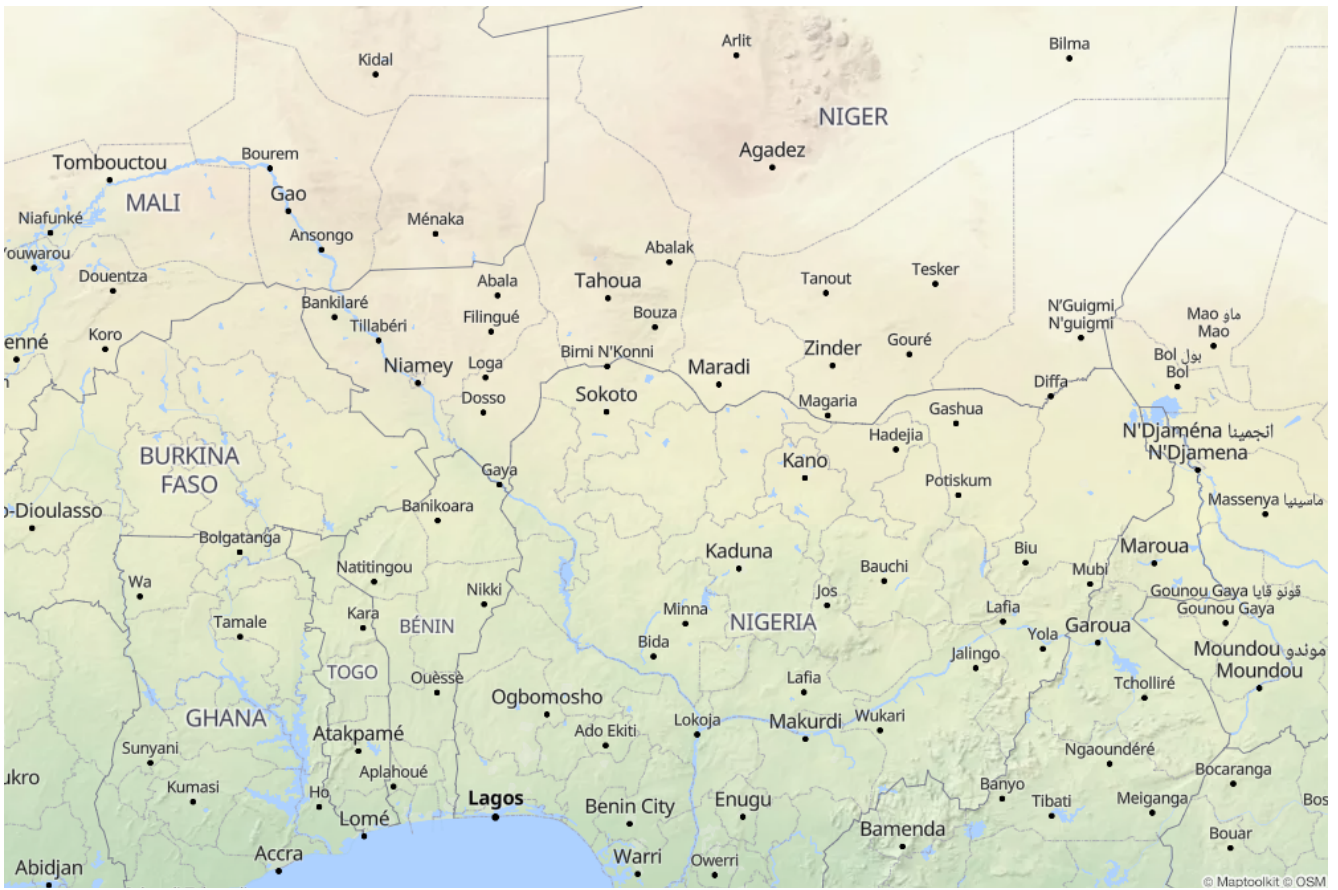 Arlit
Bilma
Kidal
NIGER
Agadez
Bourem
Tombouctou
Gao
MALI
Niafunké
Ménaka
Ansongo
Abalak
Youwarou
Douentza
Abala
Tahoua
Tanout
Tesker
Bankilaré
Filingué
Bouza
N'Guigmi
N'guigmi
Mao ماو
Mao
Tillabéri
Koro
enné
Birni N'Konni
Zinder
Gouré
Bol بول
Bol
Niamey
Loga
Maradi
Diffa
Dosso
Sokoto
Magaria
Gashua
N'Djaména انجمينا
N'Djamena
Hadejia
BURKINA
FASO
Gaya
Kano
Potiskum
Massenya ماسينيا
o-Dioulasso
Banikoara
Bolgatanga
Kaduna
Biu
Maroua
Natitingou
Bauchi
Mubi
Wa
Nikki
Jos
Gounou Gaya قونو قايا
Gounou Gaya
Kara
Minna
Lafia
Tamale
BÉNIN
NIGERIA
Garoua
Bida
Yola
Jalingo
Moundou موندو
Moundou
TOGO
Ouèssè
Lafia
Tcholliré
Ogbomosho
GHANA
Lokoja
Makurdi
Wukari
Atakpamé
Ado Ekiti
Sunyani
Ngaoundéré
ukro
Aplahoué
Bocaranga
Kumasi
Ho
Lagos
Benin City
Enugu
Banyo
Tibati
Meiganga
Bos
Lomé
Bamenda
Bouar
Accra
Warri
Owerri
Abidjan
© Maptoolkit © OSM